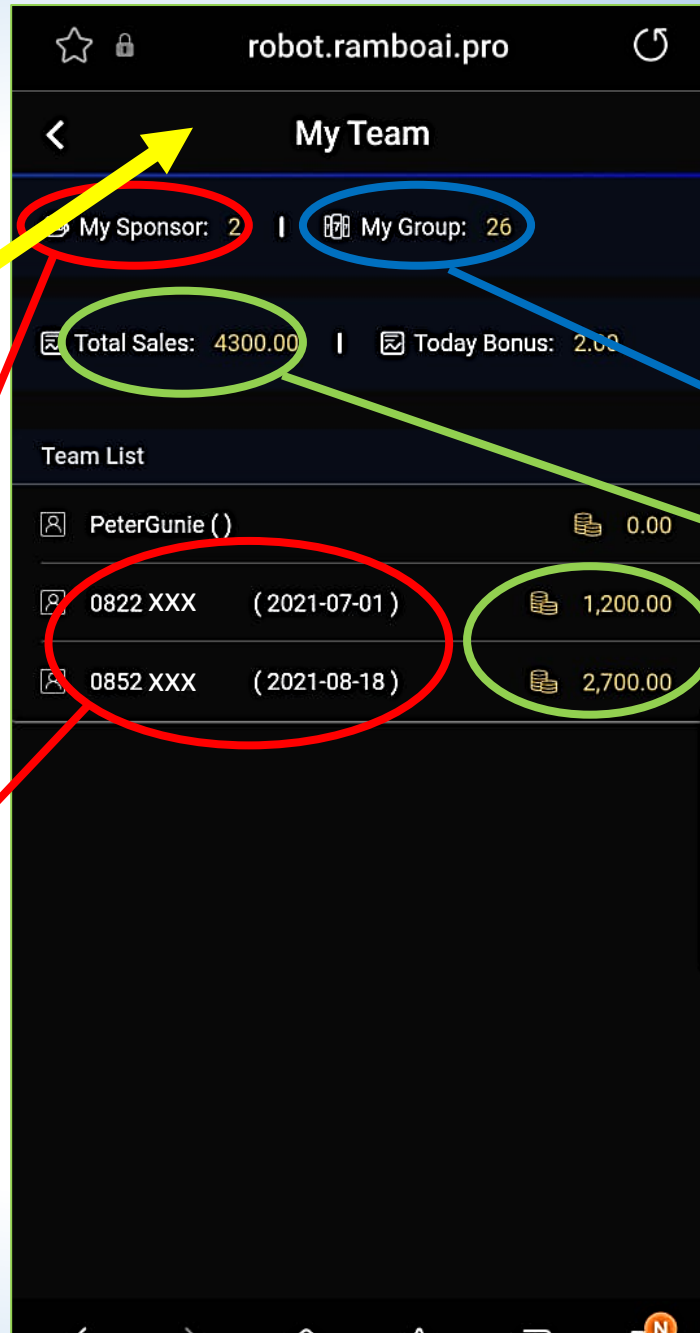 robot.ramboai.pro
My Team
My Sponsor: 2 | My Group: 26
Total Sales: 4300.00 | Today Bonus: 2.00
Team List
PeterGunie () 0.00
0822 XXX (2021-07-01) 1,200.00
0852 XXX (2021-08-18) 2,700.00
N